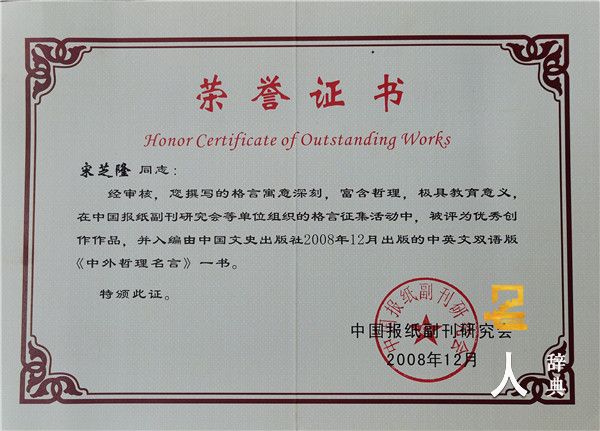 荣誉证书
Honor Certificate of Outstanding Works
宋芝隆 同志：
经审核，您撰写的格言寓意深刻，富含哲理，极具教育意义，
在中国报纸副刊研究会等单位组织的格言征集活动中，被评为优秀创
作作品，并入编由中国文史出版社2008年12月出版的中英文双语版
《中外哲理名言》一书。
特颁此证。
中国报纸副刊研究会
中国报纸副刊研究会
2008年12月
人 辞典